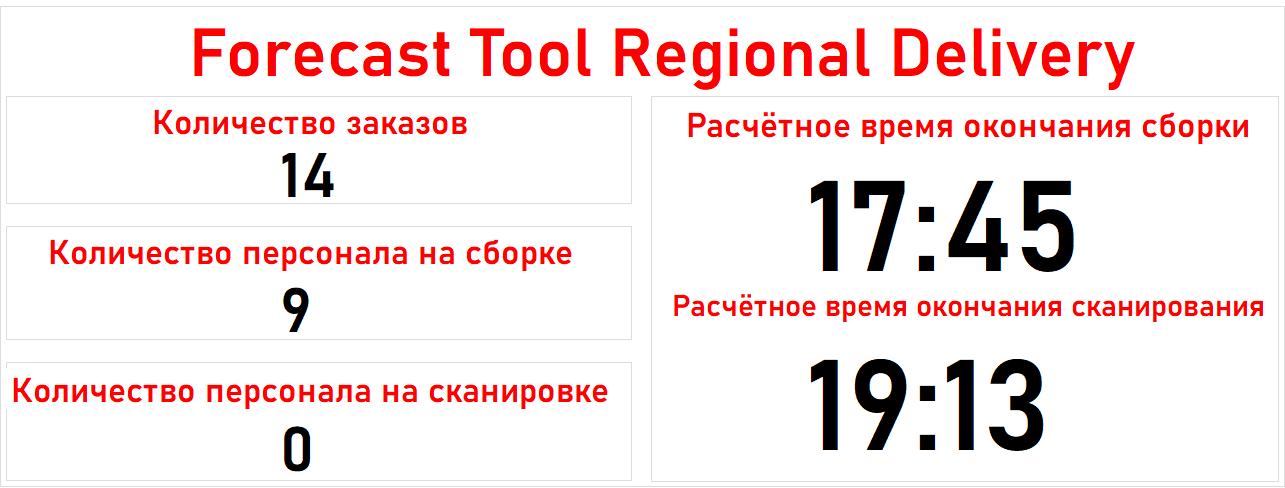 Forecast Tool Regional Delivery
Количество заказов
14
Количество персонала на сборке
9
Количество персонала на сканировке
0
Расчётное время окончания сборки
17:45
Расчётное время окончания сканирования
19:13